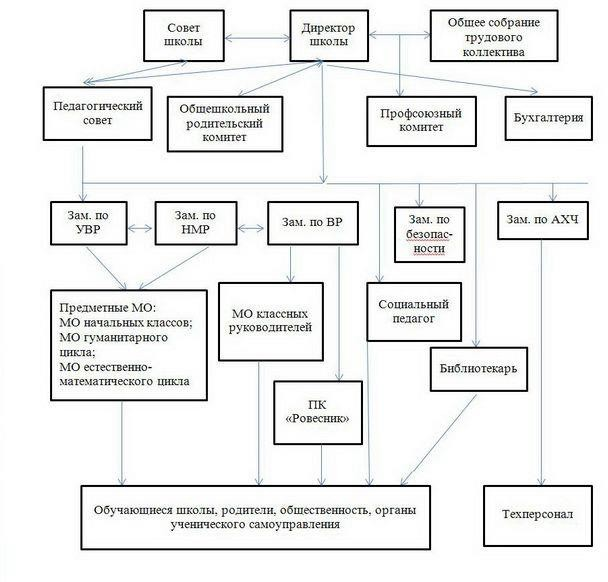 Совет
школы
Директор
школы
Общее собрание
трудового
коллектива
Педагогический
совет
Общешкольный
родительский
комитет
Профсоюзный
комитет
Бухгалтерия
Зам. по
УВР
Зам. по
НМР
Зам. по ВР
Зам. по
безопас-
ности
Зам. по АХЧ
Предметные МО:
МО начальных классов;
МО гуманитарного
цикла;
МО естественно-
математического цикла
МО классных
руководителей
Социальный
педагог
Библиотекарь
ПК
«Ровесник»
Обучающиеся школы, родители, общественность, органы
ученического самоуправления
Техперсонал